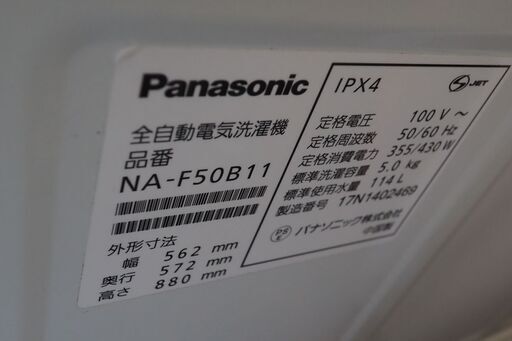 Panasonic
全自動電気洗濯機
品番
NA-F50B11
外形寸法
幅 562 mm
奥行 572 mm
高さ 880 mm
IPX4
S JET
定格電圧 100 V ～
定格周波数 50/60 Hz
定格消費電力 355/430 W
標準洗濯容量 5.0 kg
標準使用水量 114 L
製造番号 17N1402469
PS E パナソニック株式会社
中国製